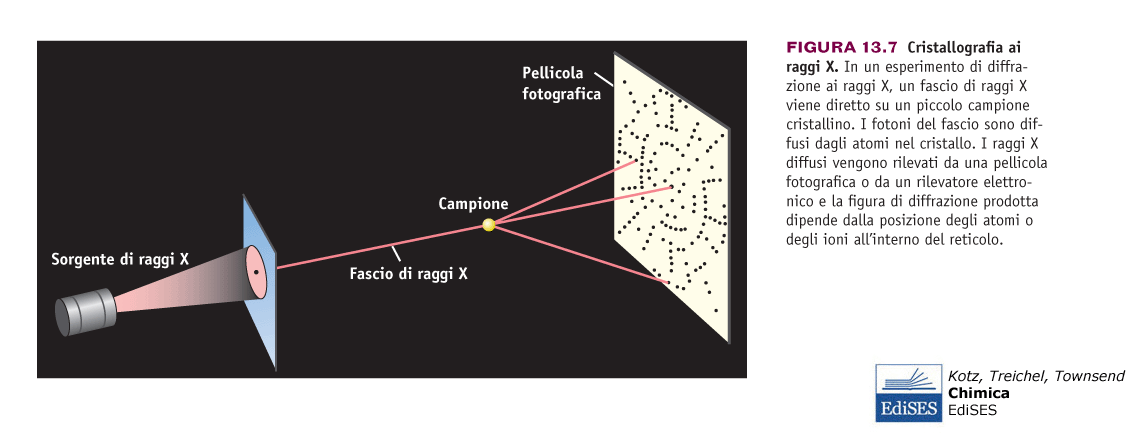 Pellicola
fotografica
Campione
Sorgente di raggi X
Fascio di raggi X
FIGURA 13.7 Cristallografia ai
raggi X. In un esperimento di diffra-
zione ai raggi X, un fascio di raggi X
viene diretto su un piccolo campione
cristallino. I fotoni del fascio sono dif-
fusi dagli atomi nel cristallo. I raggi X
diffusi vengono rilevati da una pellicola
fotografica o da un rilevatore elettro-
nico e la figura di diffrazione prodotta
dipende dalla posizione degli atomi o
degli ioni all'interno del reticolo.
EdiSES
Kotz, Treichel, Townsend
Chimica
EdiSES